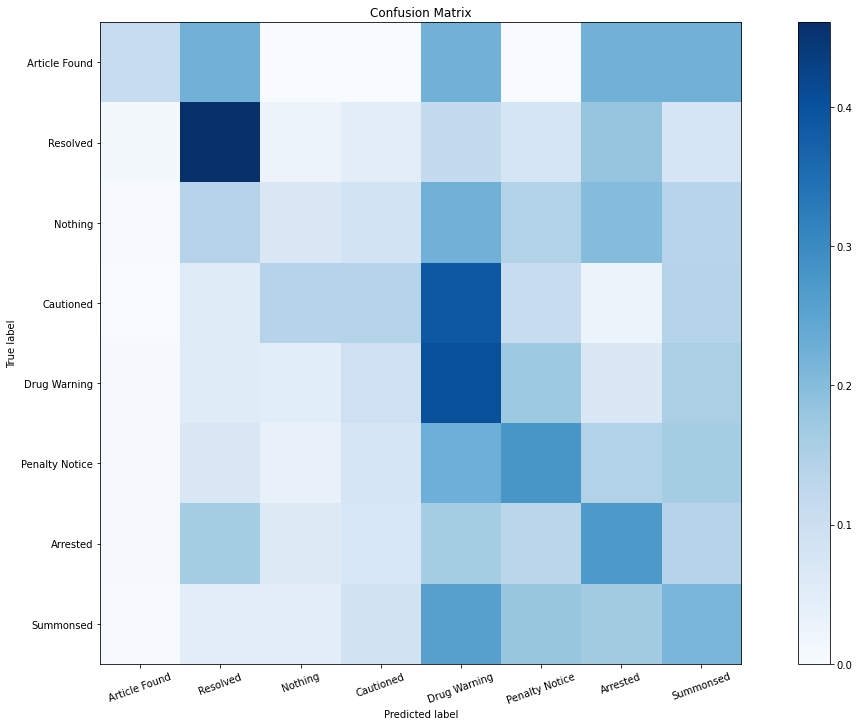 Confusion Matrix
Article Found
Resolved
Nothing
Cautioned
Drug Warning
Penalty Notice
Arrested
Summonsed
True label
Article Found
Resolved
Nothing
Cautioned
Drug Warning
Penalty Notice
Arrested
Summonsed
Predicted label
0.4
0.3
0.2
0.1
0.0